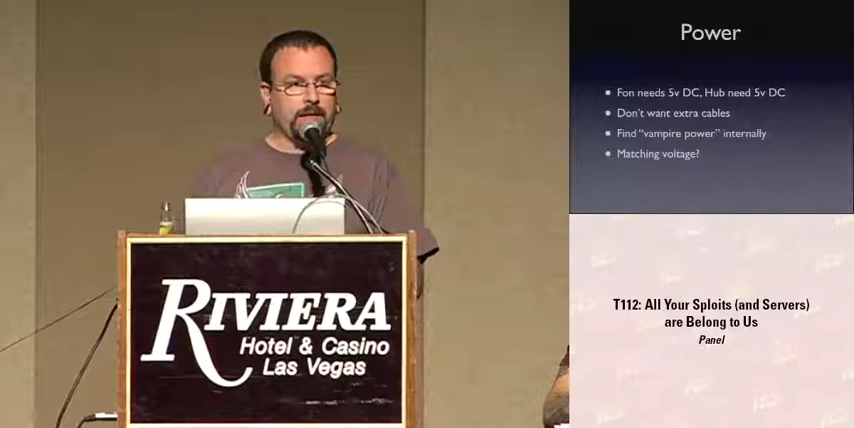 Power
Fon needs 5v DC, Hub need 5v DC
Don't want extra cables
Find "vampire power" internally
Matching voltage?
RIVIERA
Hotel & Casino
Las Vegas
T112: All Your Sploits (and Servers)
are Belong to Us
Panel